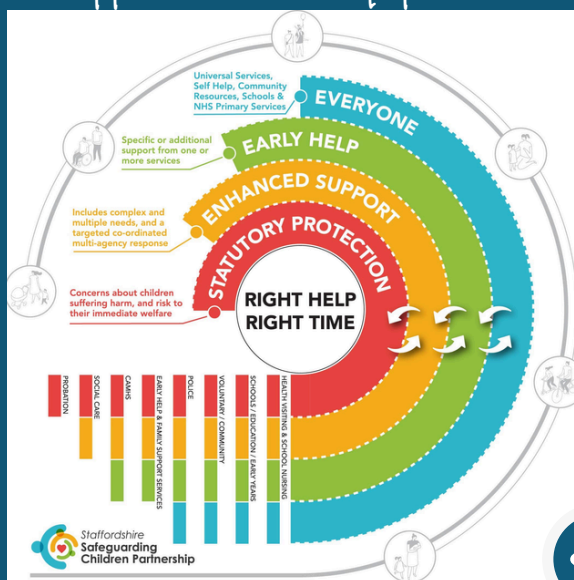 Universal Services,
Self Help, Community
Resources, Schools &
NHS Primary Services
EVERYONE
Specific or additional
support from one or
more services
EARLY HELP
Includes complex and
multiple needs, and a
targeted co-ordinated
multi-agency response
ENHANCED SUPPORT
Concerns about children
suffering harm, and risk to
their immediate welfare
STATUTORY PROTECTION
RIGHT HELP
RIGHT TIME
PROBATION
SOCIAL CARE
CAMHS
EARLY HELP & FAMILY SUPPORT SERVICES
POLICE
VOLUNTARY / COMMUNITY
SCHOOLS / EDUCATION / EARLY YEARS
HEALTH VISITING & SCHOOL NURSING
Staffordshire
Safeguarding
Children Partnership